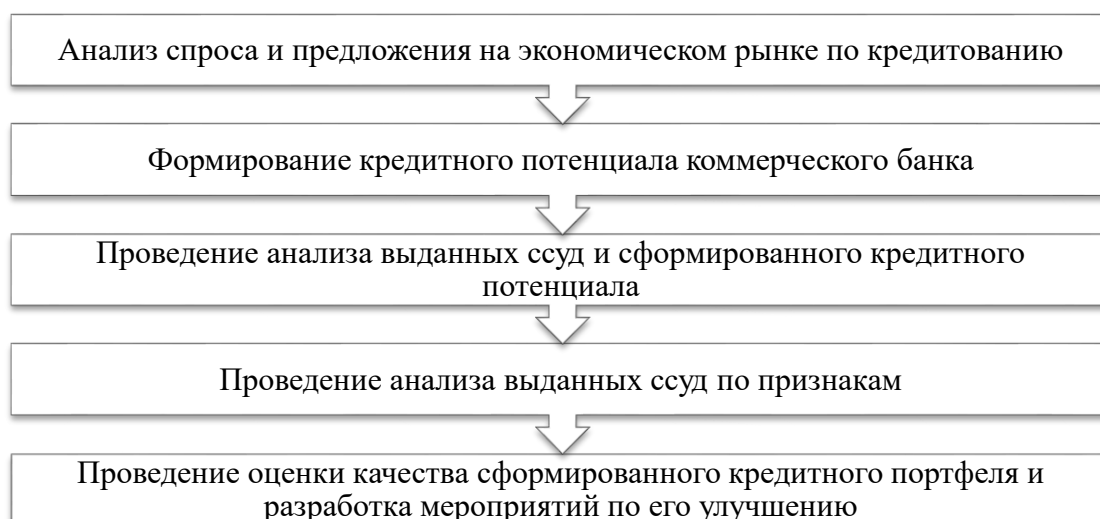 Анализ спроса и предложения на экономическом рынке по кредитованию
Формирование кредитного потенциала коммерческого банка
Проведение анализа выданных ссуд и сформированного кредитного
потенциала
Проведение анализа выданных ссуд по признакам
Проведение оценки качества сформированного кредитного портфеля и
разработка мероприятий по его улучшению